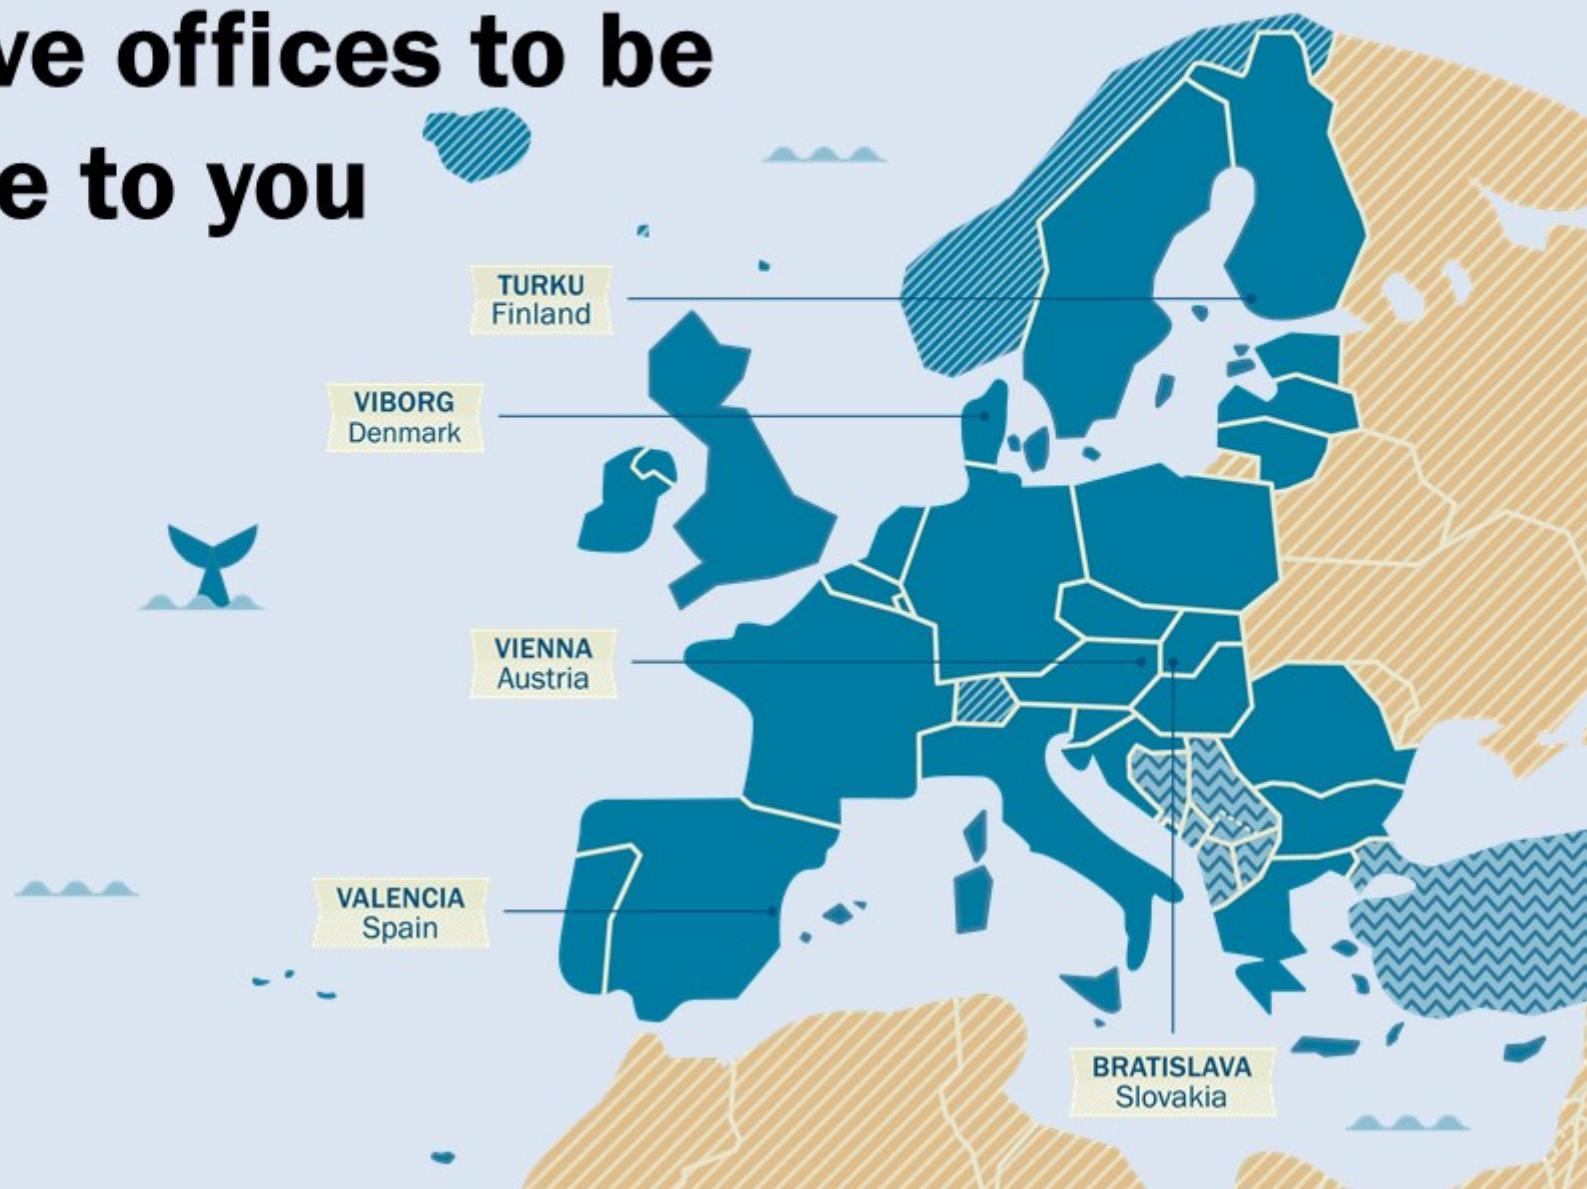 ve offices to be
e to you
TURKU
Finland
VIBORG
Denmark
VIENNA
Austria
VALENCIA
Spain
BRATISLAVA
Slovakia